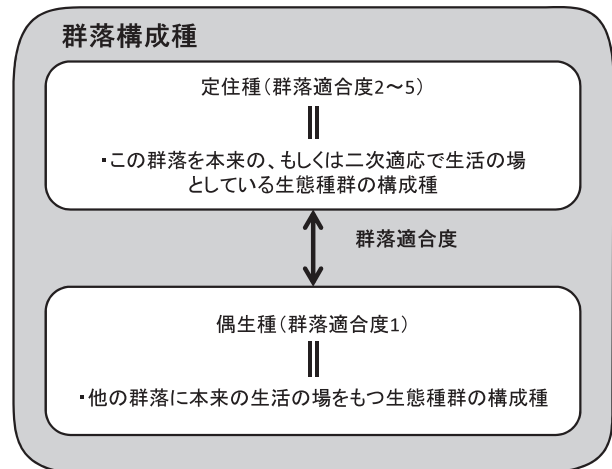 群落構成種
定住種(群落適合度2~5)
・この群落を本来の、もしくは二次適応で生活の場
としている生態種群の構成種
群落適合度
偶生種(群落適合度1)
・他の群落に本来の生活の場をもつ生態種群の構成種